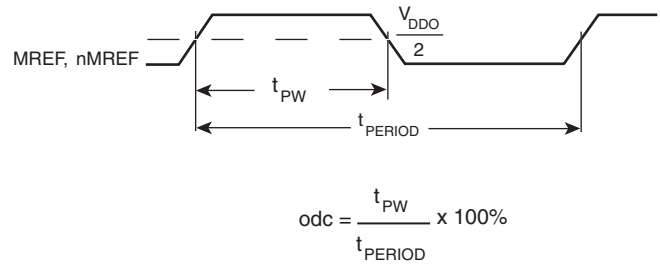 V_DDO
2
MREF, nMREF
t_PW
t_PERIOD
odc = t_PW / t_PERIOD x 100%